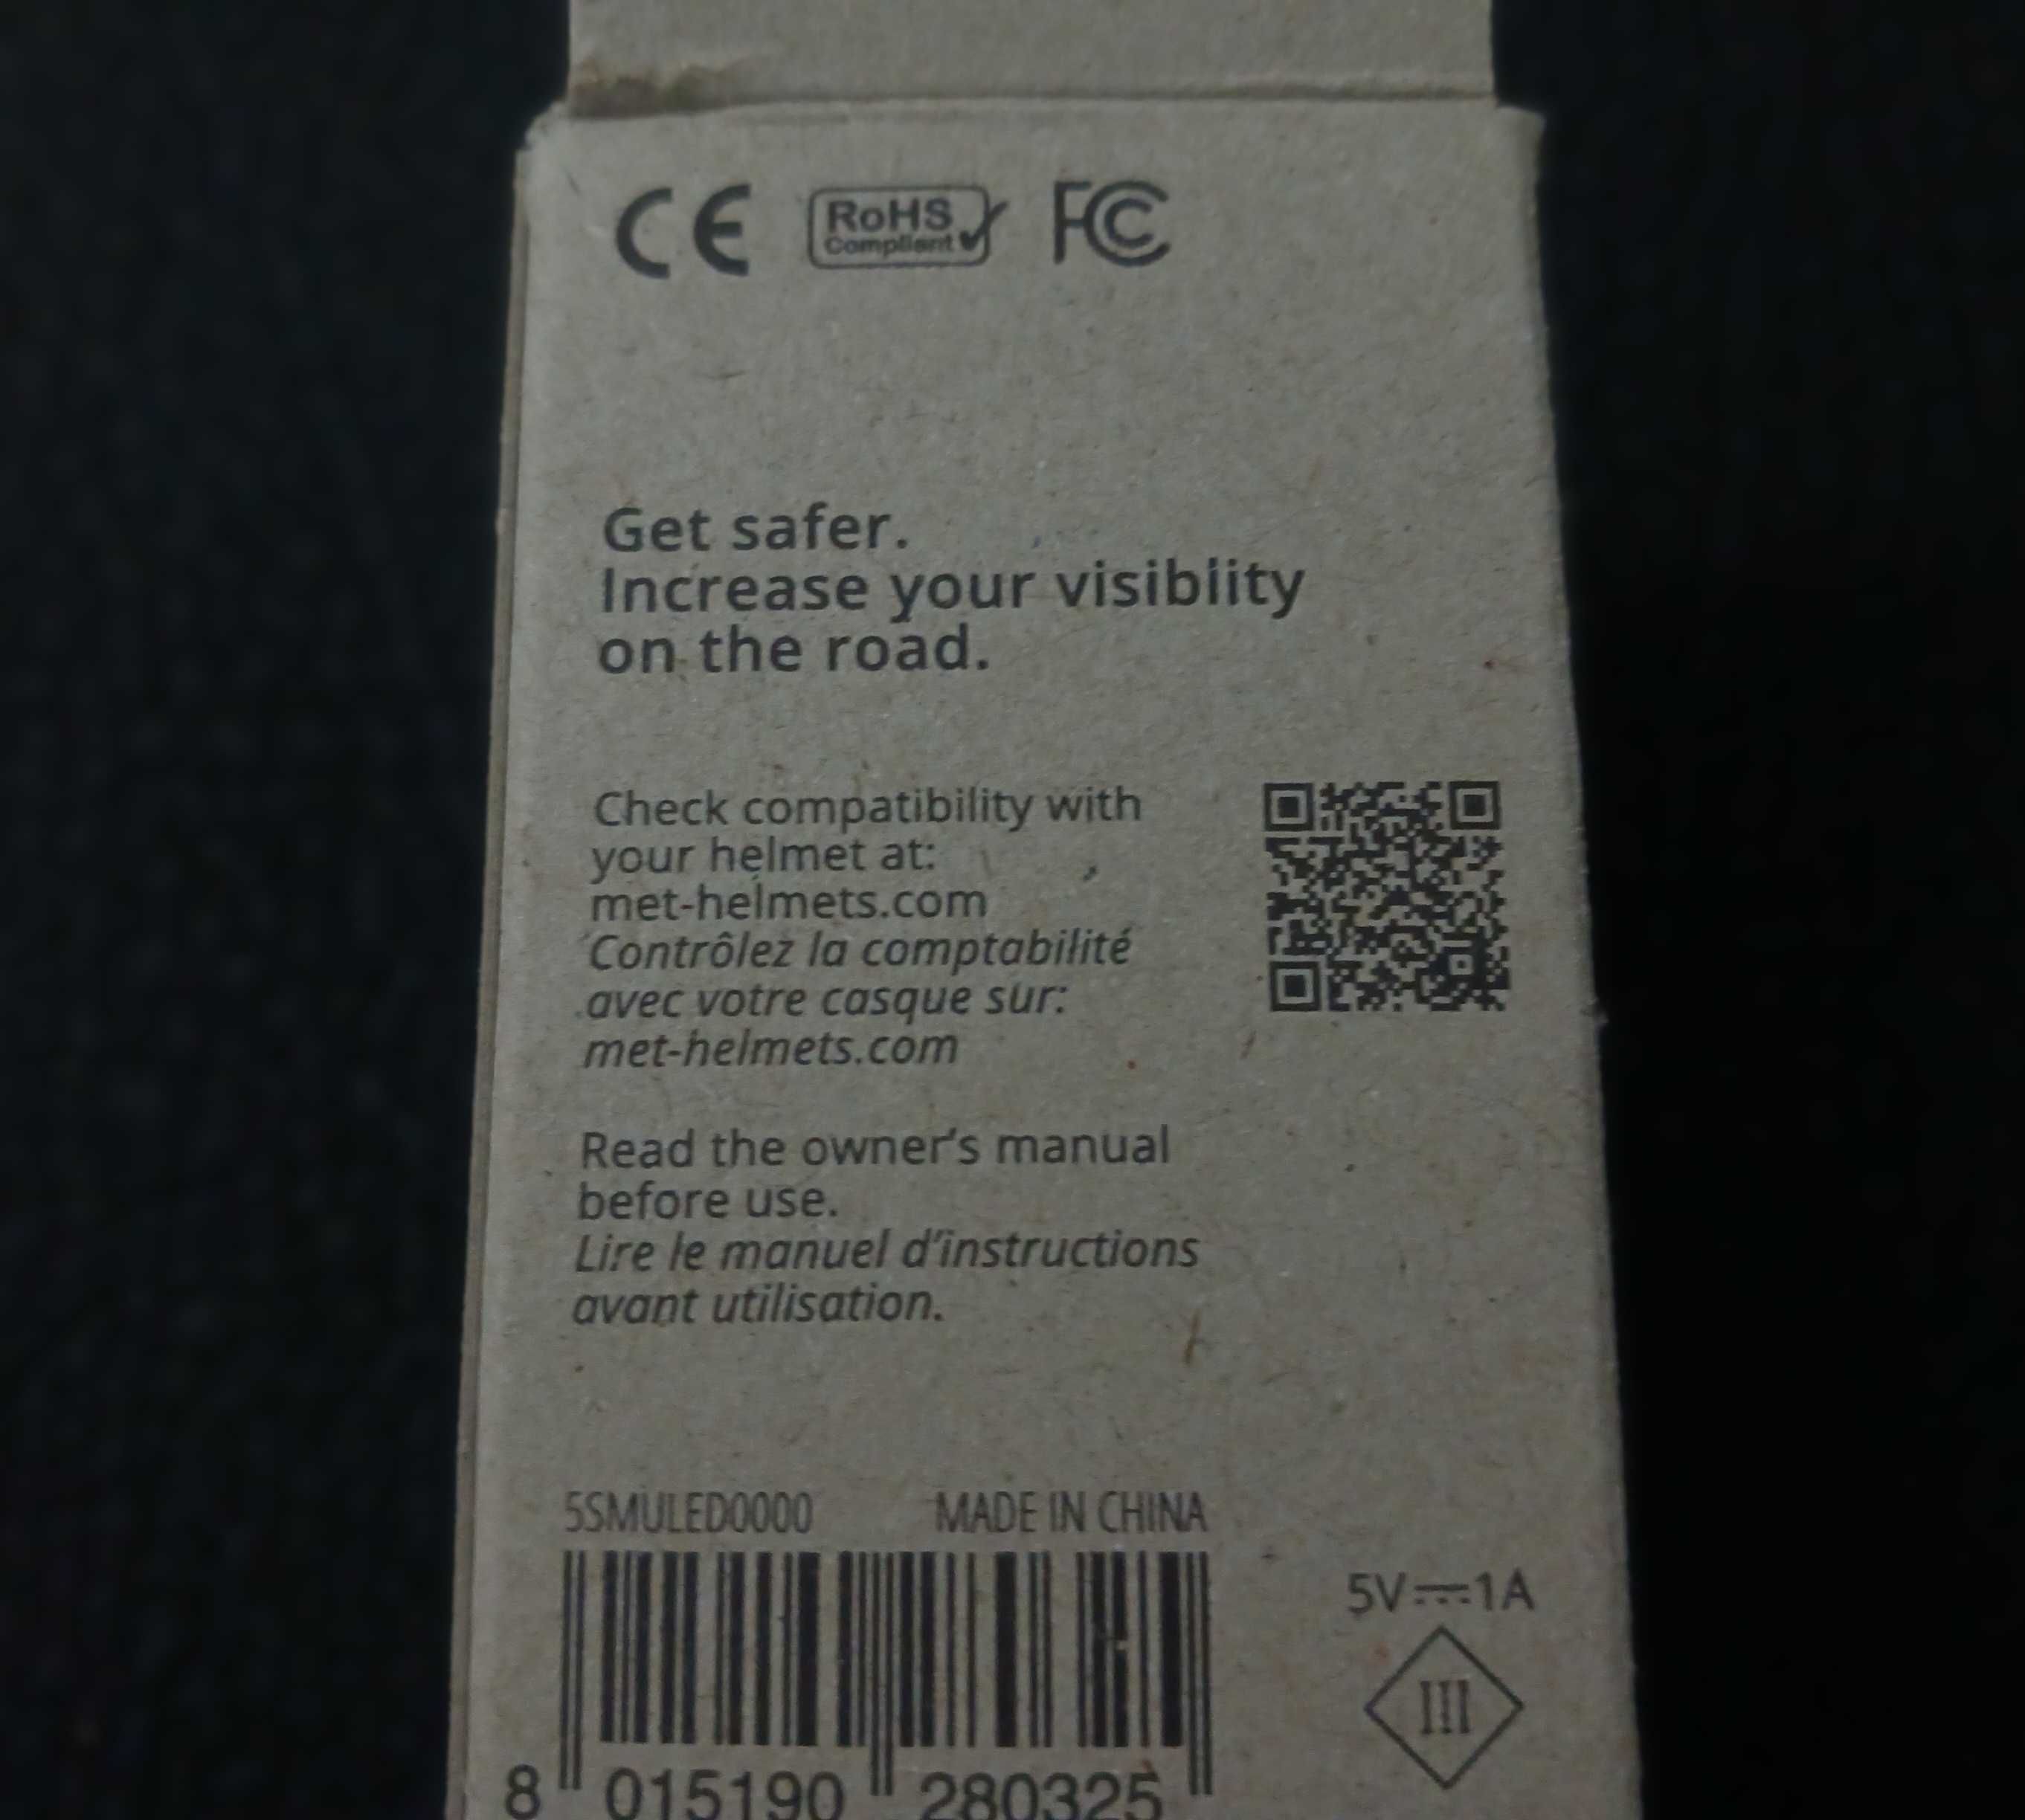 CE RoHS Compliant FC
Get safer.
Increase your visibliity
on the road.
Check compatibility with
your helmet at:
met-helmets.com
Contrôlez la comptabilité
avec votre casque sur:
met-helmets.com
Read the owner's manual
before use.
Lire le manuel d'instructions
avant utilisation.
5SMULED0000 MADE IN CHINA
5V⎓1A
III
8 015190 280325